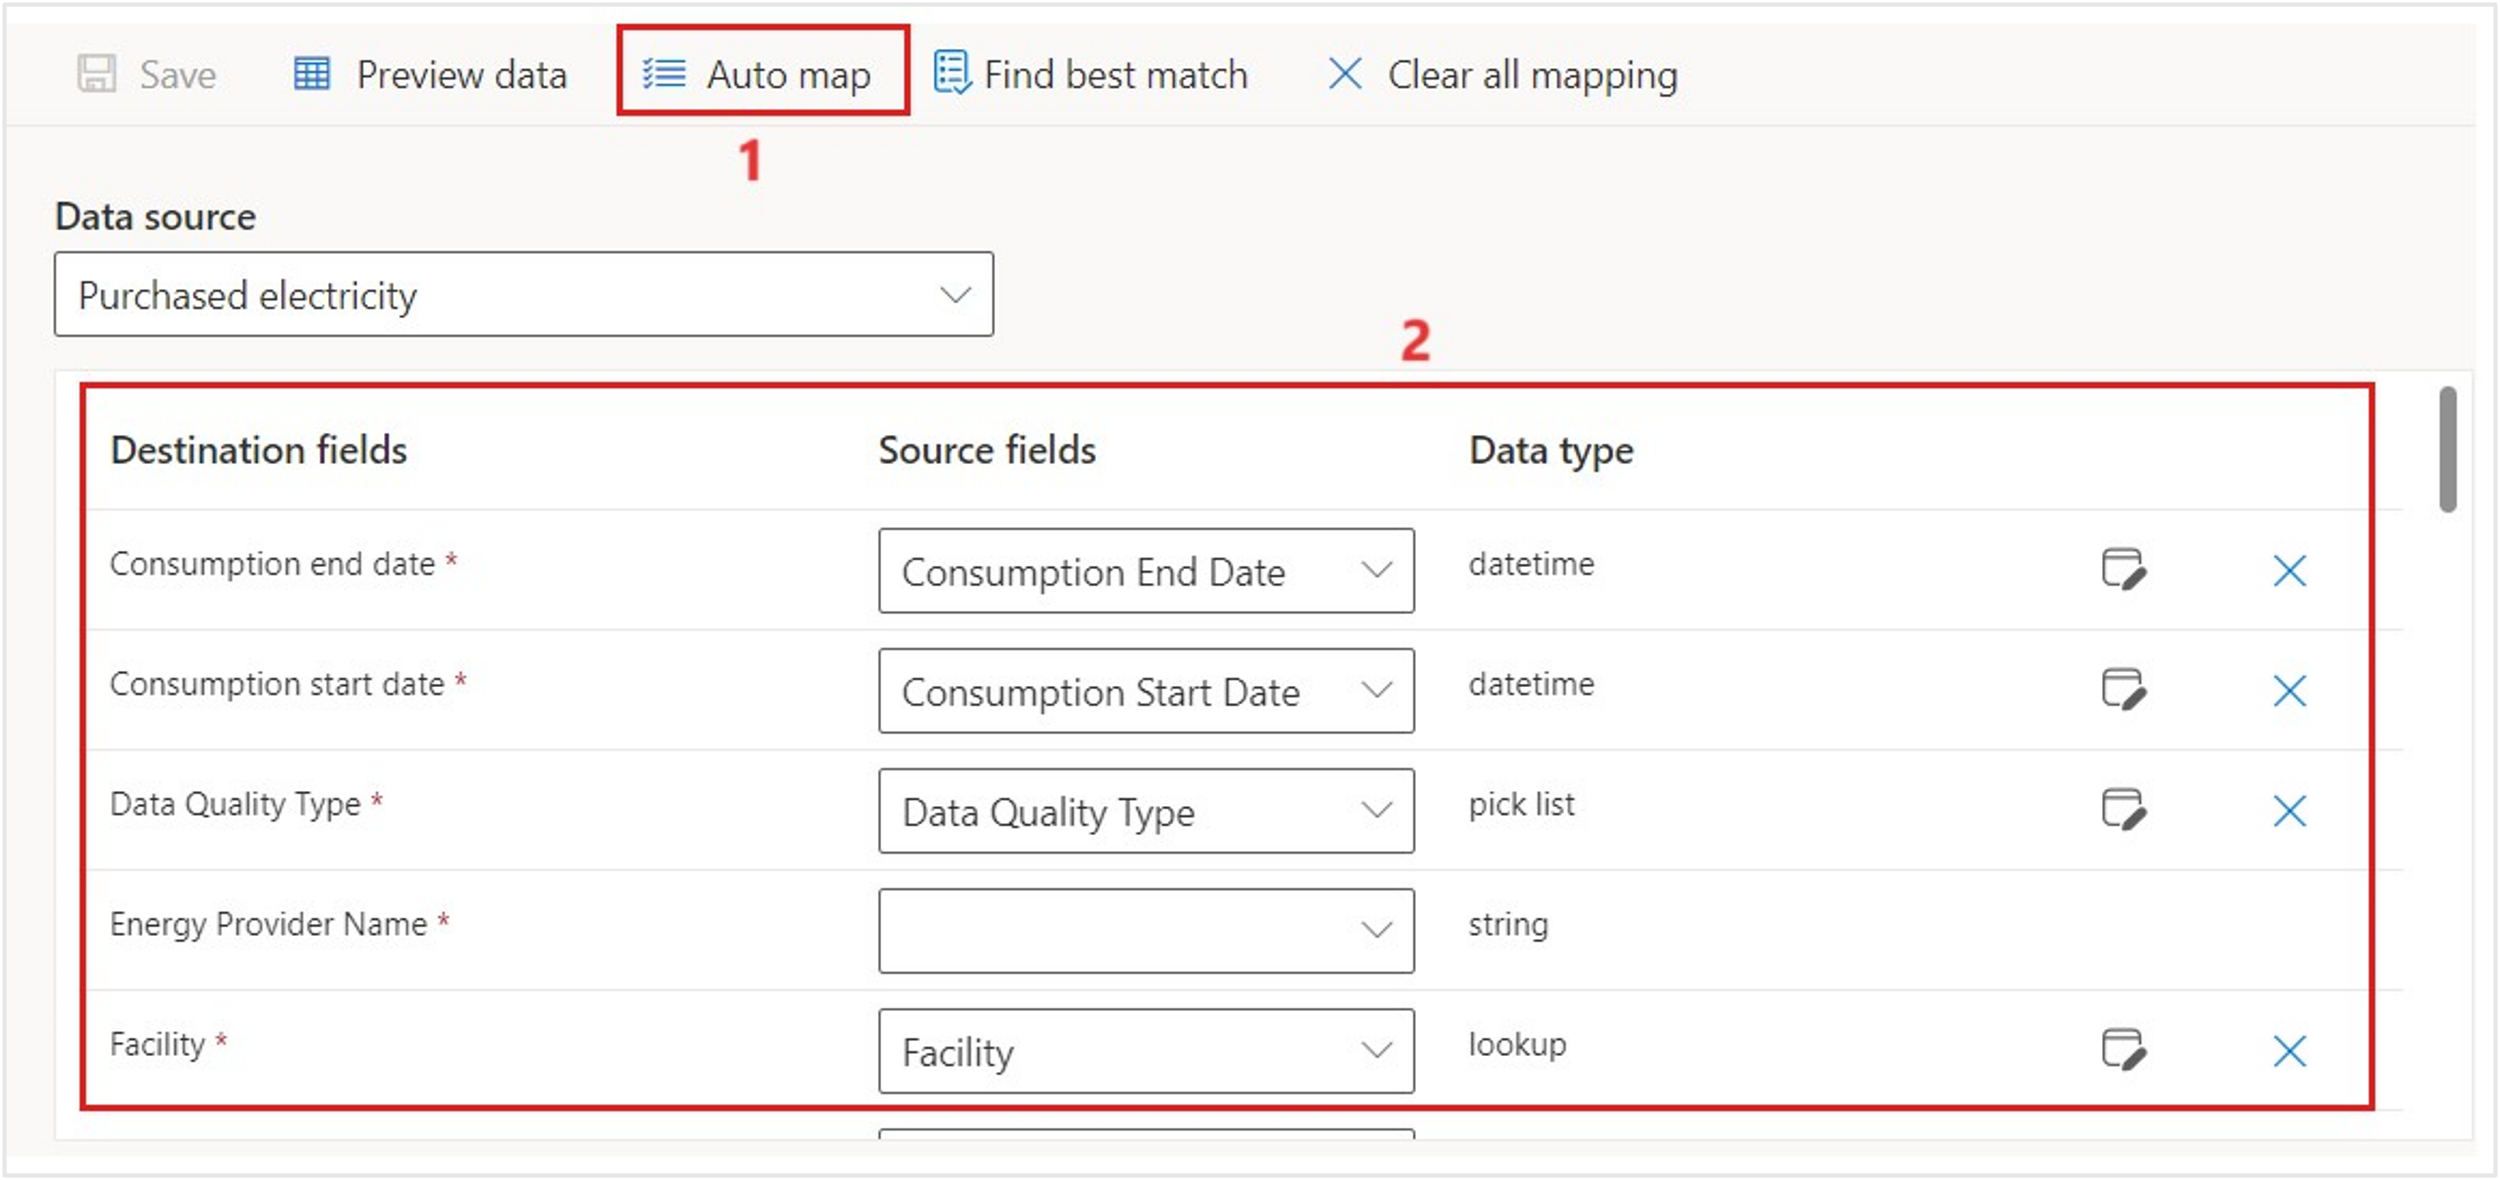 Save Preview data Auto map Find best match Clear all mapping
1
Data source
Purchased electricity
2
Destination fields Source fields Data type
Consumption end date * Consumption End Date datetime
Consumption start date * Consumption Start Date datetime
Data Quality Type * Data Quality Type pick list
Energy Provider Name * string
Facility * Facility lookup